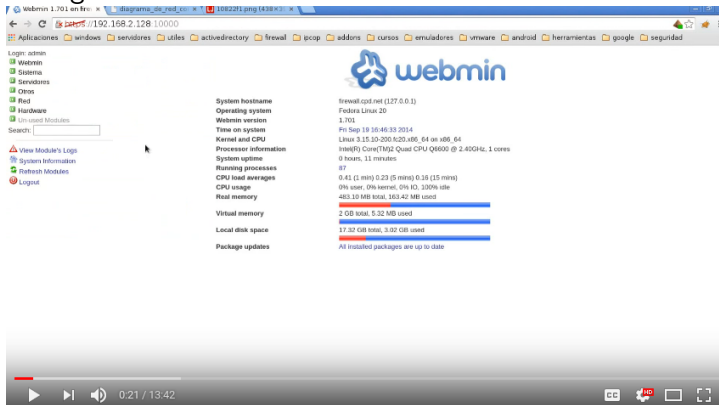 Webmin 1.701 en fire
diagrama_de_red_co
10822f1.png (438×3
https://192.168.2.128:10000
Aplicaciones windows servidores utiles activedirectory firewal ipcop addons cursos emuladores vmware android herramientas google seguridad
Login: admin
Webmin
Sistema
Servidores
Otros
Red
Hardware
Un-used Modules
Search:
View Module's Logs
System Information
Refresh Modules
Logout
webmin
System hostname firewall.cpd.net (127.0.0.1)
Operating system Fedora Linux 20
Webmin version 1.701
Time on system Fri Sep 19 16:46:33 2014
Kernel and CPU Linux 3.15.10-200.fc20.x86_64 on x86_64
Processor information Intel(R) Core(TM)2 Quad CPU Q6600 @ 2.40GHz, 1 cores
System uptime 0 hours, 11 minutes
Running processes 87
CPU load averages 0.41 (1 min) 0.23 (5 mins) 0.16 (15 mins)
CPU usage 0% user, 0% kernel, 0% IO, 100% idle
Real memory 483.10 MB total, 163.42 MB used
Virtual memory 2 GB total, 5.32 MB used
Local disk space 17.32 GB total, 3.02 GB used
Package updates All installed packages are up to date
0:21 / 13:42
CC
HD